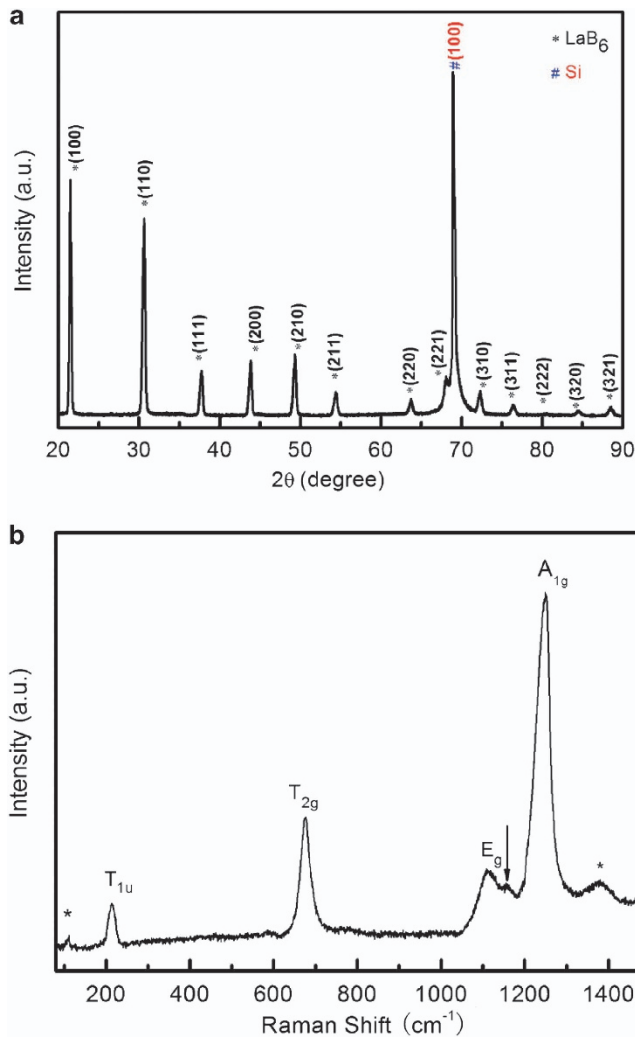 a
#(100)
* LaB6
# Si
*(100)
*(110)
*(111)
*(200)
*(210)
*(211)
*(220)
*(221)
*(310)
*(311)
*(222)
*(320)
*(321)
Intensity (a.u.)
20 30 40 50 60 70 80 90
2θ (degree)
b
A1g
T2g
Eg
T1u
*
*
Intensity (a.u.)
200 400 600 800 1000 1200 1400
Raman Shift (cm⁻¹)